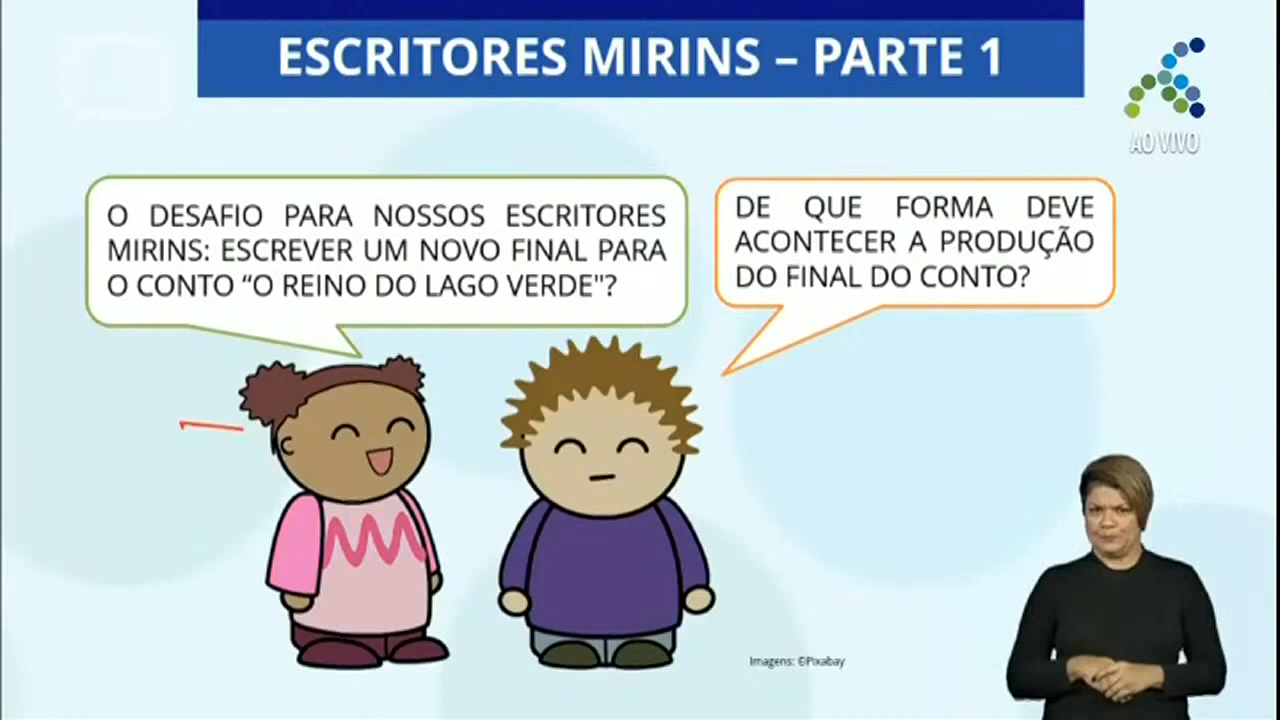 ESCRITORES MIRINS – PARTE 1
AO VIVO
O DESAFIO PARA NOSSOS ESCRITORES
MIRINS: ESCREVER UM NOVO FINAL PARA
O CONTO “O REINO DO LAGO VERDE"?
DE QUE FORMA DEVE
ACONTECER A PRODUÇÃO
DO FINAL DO CONTO?
Imagens: ©Pixabay